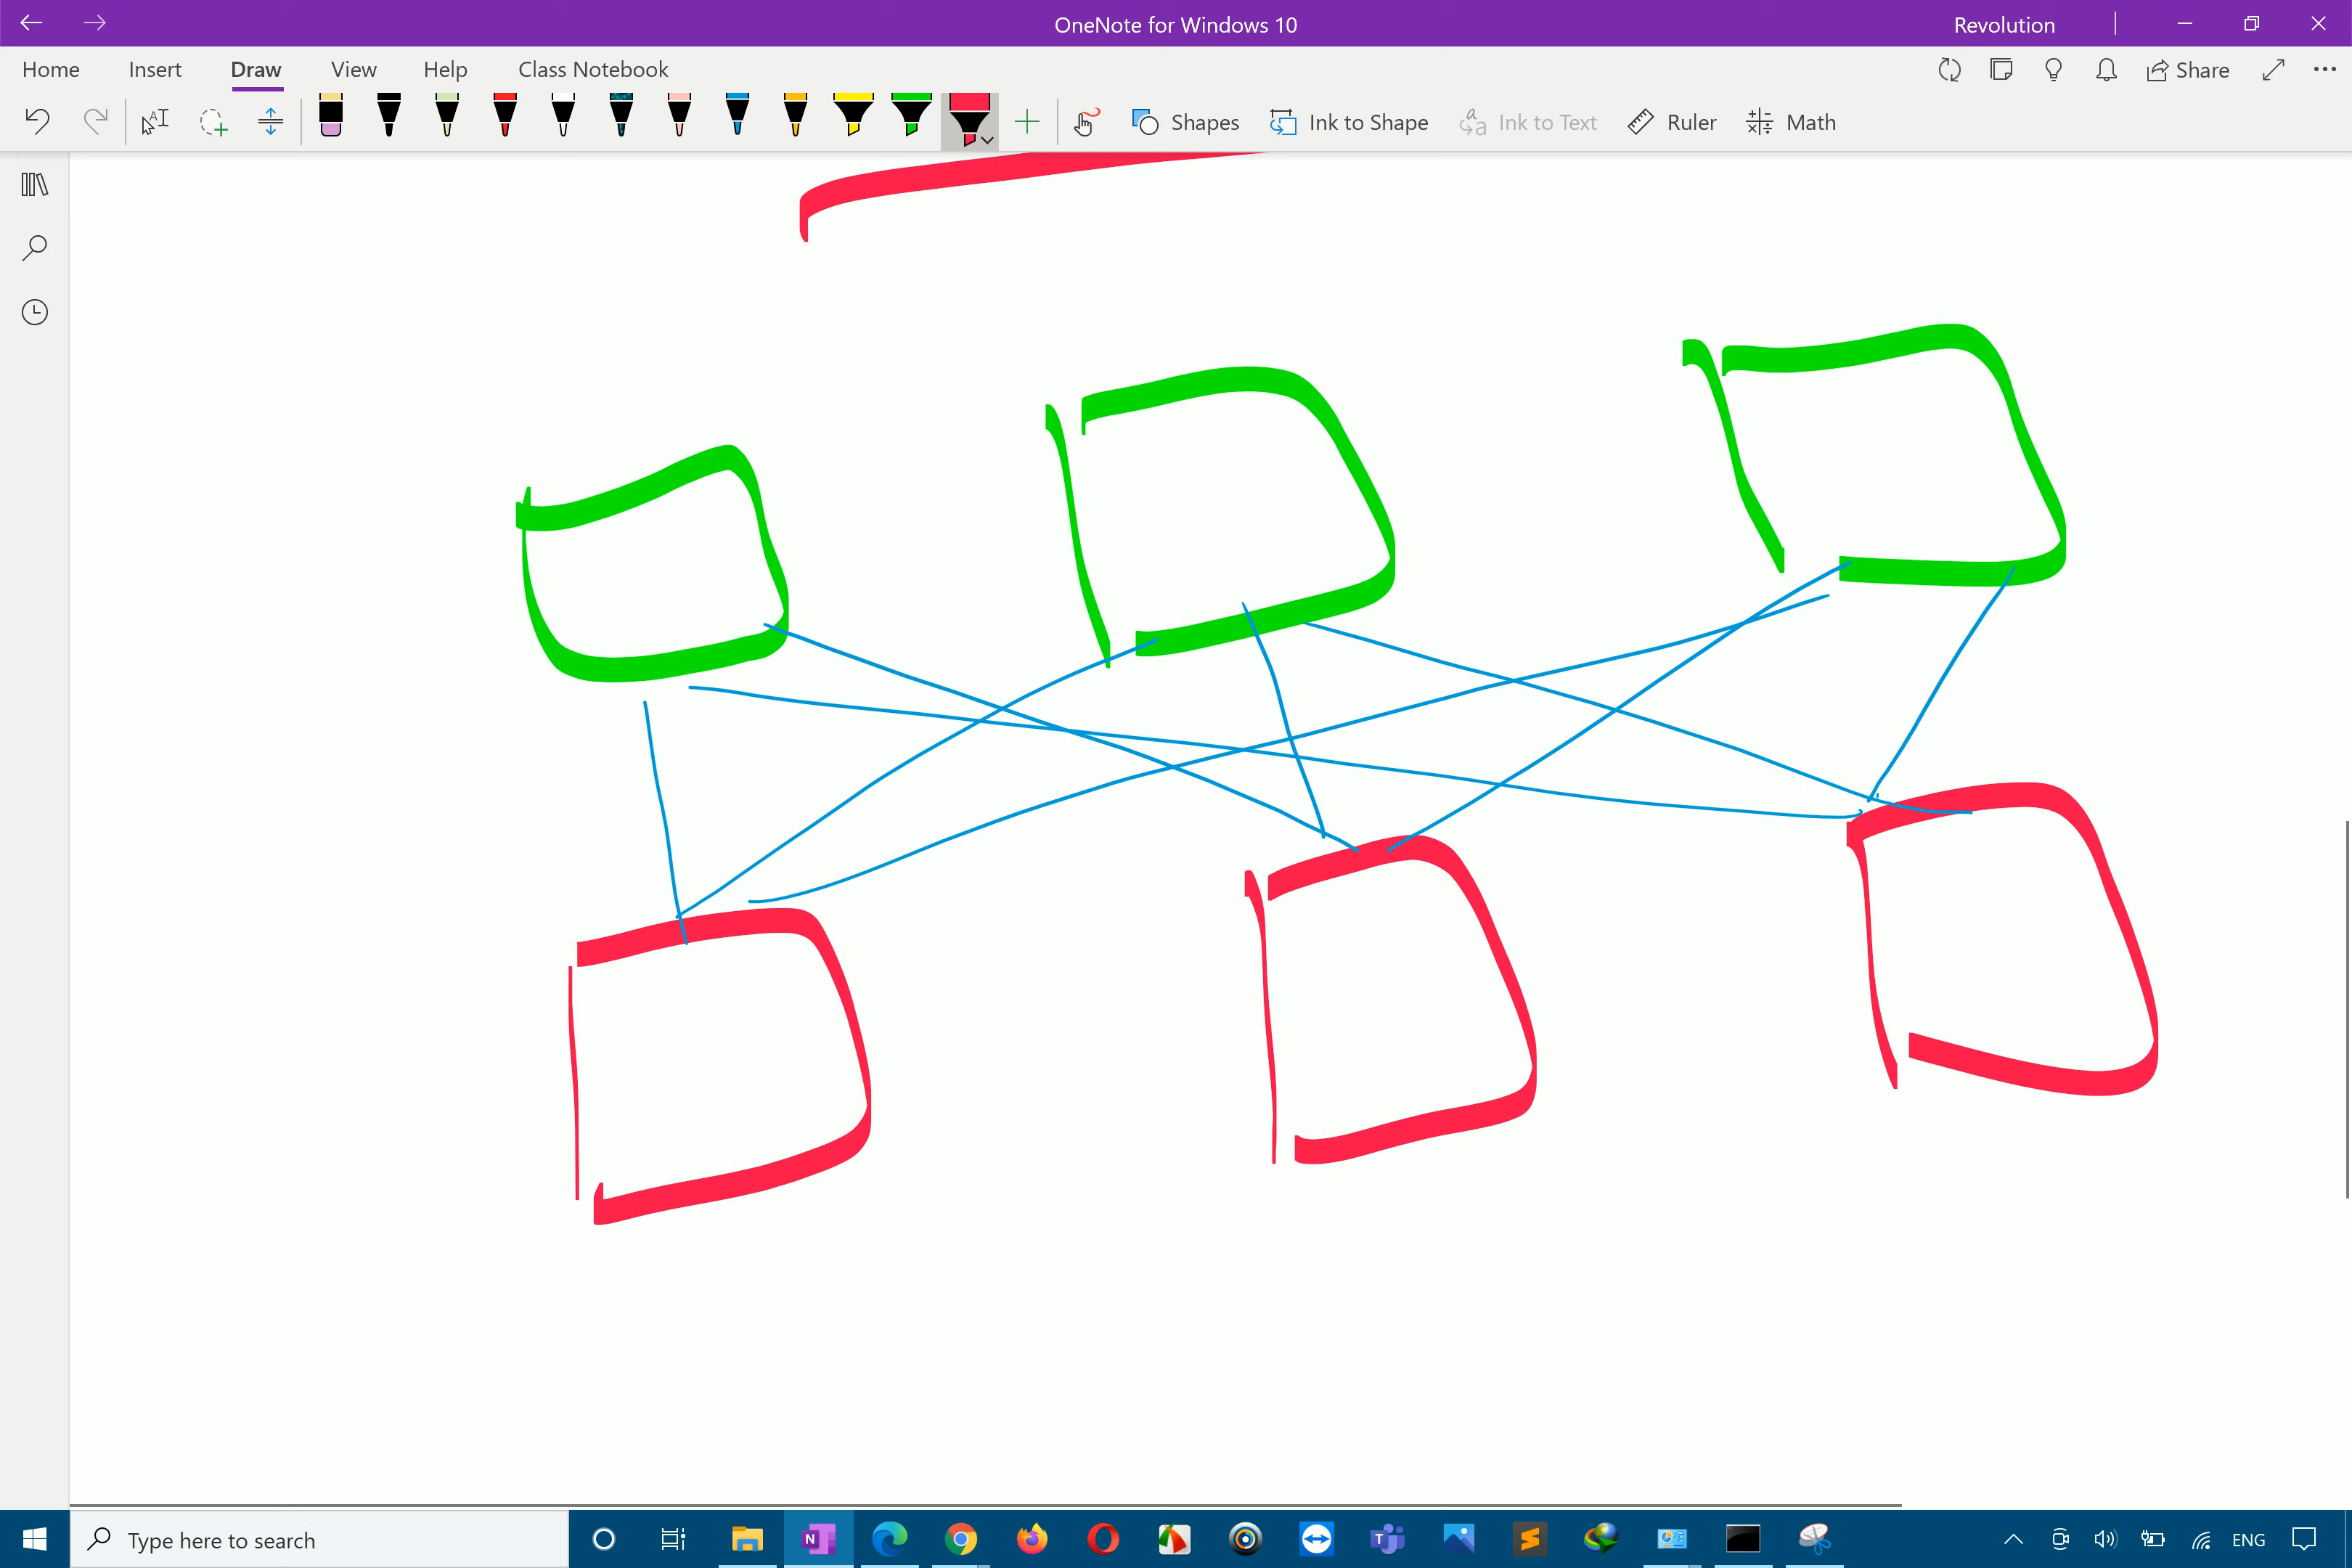 OneNote for Windows 10 Revolution
Home Insert Draw View Help Class Notebook Share
Shapes Ink to Shape Ink to Text Ruler Math
Type here to search ENG